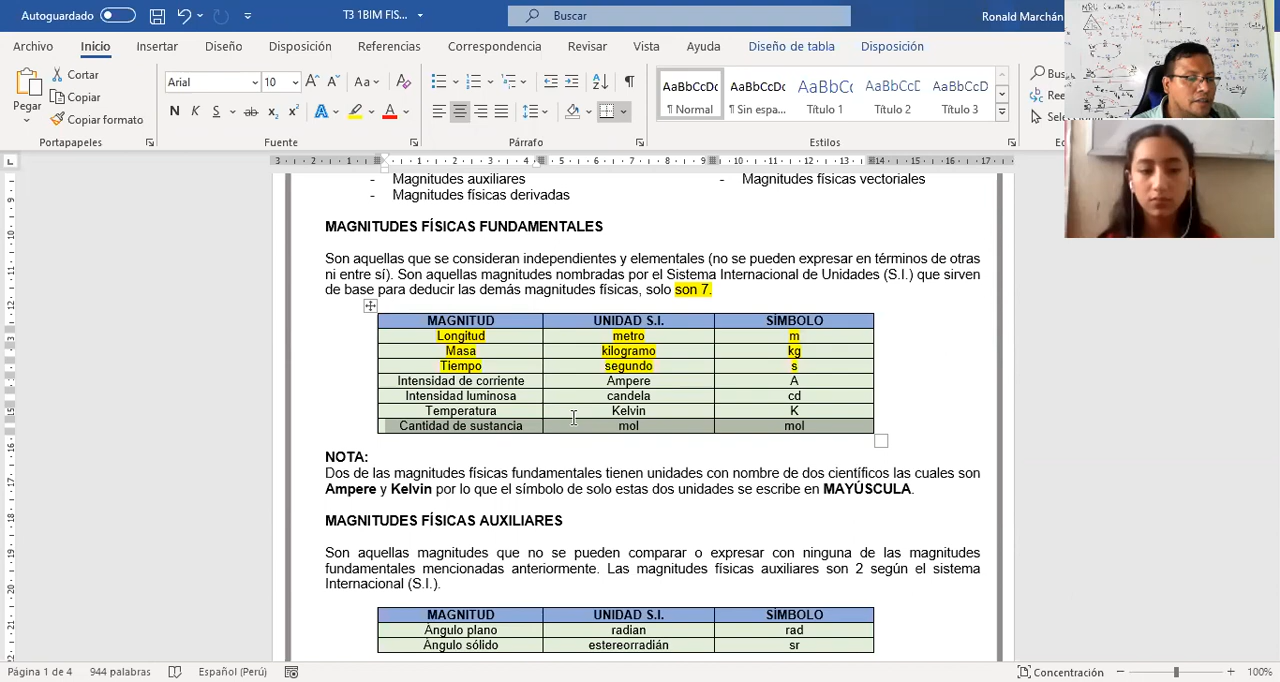 Autoguardado
T3 1BIM FIS...
Buscar
Ronald Marchán
Archivo Inicio Insertar Diseño Disposición Referencias Correspondencia Revisar Vista Ayuda Diseño de tabla Disposición
Pegar
Cortar
Copiar
Copiar formato
Portapapeles
Arial 10
Fuente
Párrafo
AaBbCcDc AaBbCcDc AaBbCc AaBbCcD AaBbCcD
¶ Normal ¶ Sin espa... Título 1 Título 2 Título 3
Estilos
- Magnitudes auxiliares - Magnitudes físicas vectoriales
- Magnitudes físicas derivadas
MAGNITUDES FÍSICAS FUNDAMENTALES
Son aquellas que se consideran independientes y elementales (no se pueden expresar en términos de otras
ni entre sí). Son aquellas magnitudes nombradas por el Sistema Internacional de Unidades (S.I.) que sirven
de base para deducir las demás magnitudes físicas, solo son 7.
MAGNITUD UNIDAD S.I. SÍMBOLO
Longitud metro m
Masa kilogramo kg
Tiempo segundo s
Intensidad de corriente Ampere A
Intensidad luminosa candela cd
Temperatura Kelvin K
Cantidad de sustancia mol mol
NOTA:
Dos de las magnitudes físicas fundamentales tienen unidades con nombre de dos científicos las cuales son
Ampere y Kelvin por lo que el símbolo de solo estas dos unidades se escribe en MAYÚSCULA.
MAGNITUDES FÍSICAS AUXILIARES
Son aquellas magnitudes que no se pueden comparar o expresar con ninguna de las magnitudes
fundamentales mencionadas anteriormente. Las magnitudes físicas auxiliares son 2 según el sistema
Internacional (S.I.).
MAGNITUD UNIDAD S.I. SÍMBOLO
Ángulo plano radian rad
Ángulo sólido estereorradián sr
Página 1 de 4 944 palabras Español (Perú) Concentración 100%